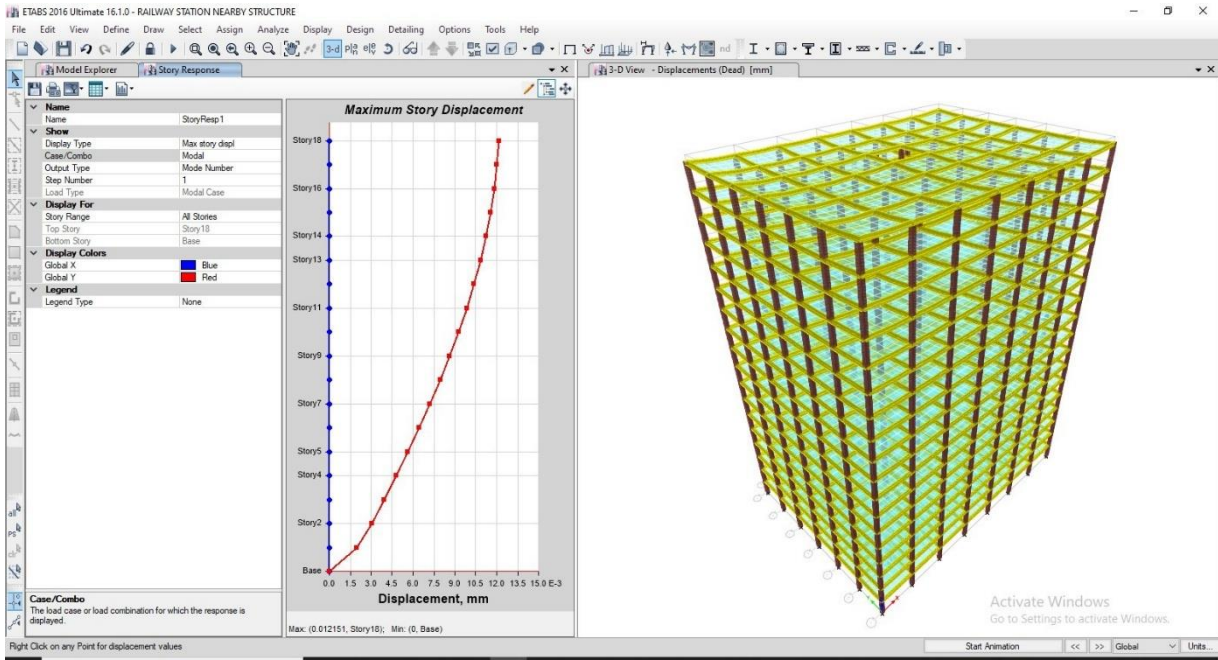 ETABS 2016 Ultimate 16.1.0 - RAILWAY STATION NEARBY STRUCTURE
File Edit View Define Draw Select Assign Analyze Display Design Detailing Options Tools Help
3-d
nd
Model Explorer
Story Response
Name
Name StoryResp1
Show
Display Type Max story displ
Case/Combo Modal
Output Type Mode Number
Step Number 1
Load Type Modal Case
Display For
Story Range All Stories
Top Story Story18
Bottom Story Base
Display Colors
Global X Blue
Global Y Red
Legend
Legend Type None
Case/Combo
The load case or load combination for which the response is
displayed.
Maximum Story Displacement
Story18
Story16
Story14
Story13
Story11
Story9
Story7
Story5
Story4
Story2
Base
0.0 1.5 3.0 4.5 6.0 7.5 9.0 10.5 12.0 13.5 15.0 E-3
Displacement, mm
Max: (0.012151, Story18); Min: (0, Base)
3-D View - Displacements (Dead) [mm]
Activate Windows
Go to Settings to activate Windows.
all
PS
clr
Right Click on any Point for displacement values
Start Animation << >> Global Units...